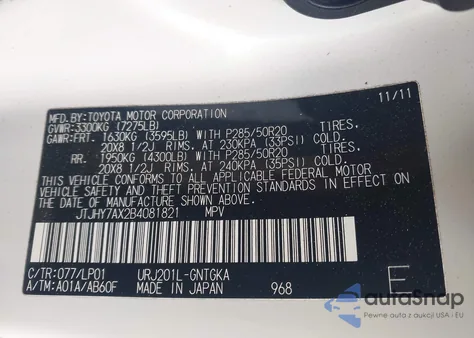 11/11
MFD. BY: TOYOTA MOTOR CORPORATION
GVWR: 3300KG (7275LB)
GAWR: FRT. 1630KG (3595LB) WITH P285/50R20 TIRES.
20X8 1/2J RIMS. AT 230KPA (33PSI) COLD.
RR. 1950KG (4300LB) WITH P285/50R20 TIRES.
20X8 1/2J RIMS. AT 240KPA (35PSI) COLD.
THIS VEHICLE CONFORMS TO ALL APPLICABLE FEDERAL MOTOR
VEHICLE SAFETY AND THEFT PREVENTION STANDARDS IN EFFECT ON
THE DATE OF MANUFACTURE SHOWN ABOVE.
JTJHY7AX2B4081821 MPV
C/TR: 077/LP01 URJ201L-GNTGKA
A/TM: A01A/AB60F MADE IN JAPAN 968 E
autoSnap
Purchase of autos z USA i EU